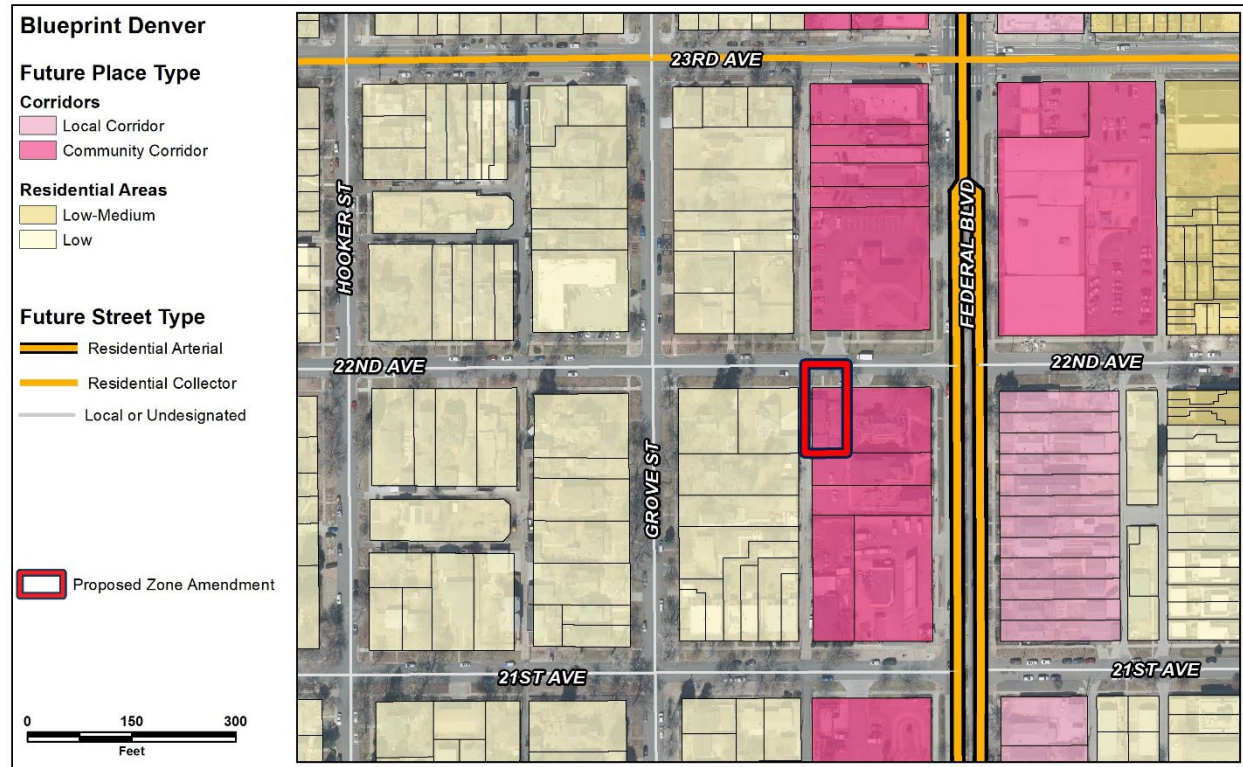 Blueprint Denver
Future Place Type
Corridors
Local Corridor
Community Corridor
Residential Areas
Low-Medium
Low
Future Street Type
Residential Arterial
Residential Collector
Local or Undesignated
Proposed Zone Amendment
0 150 300
Feet
23RD AVE
HOOKER ST
FEDERAL BLVD
22ND AVE
22ND AVE
GROVE ST
21ST AVE
21ST AVE